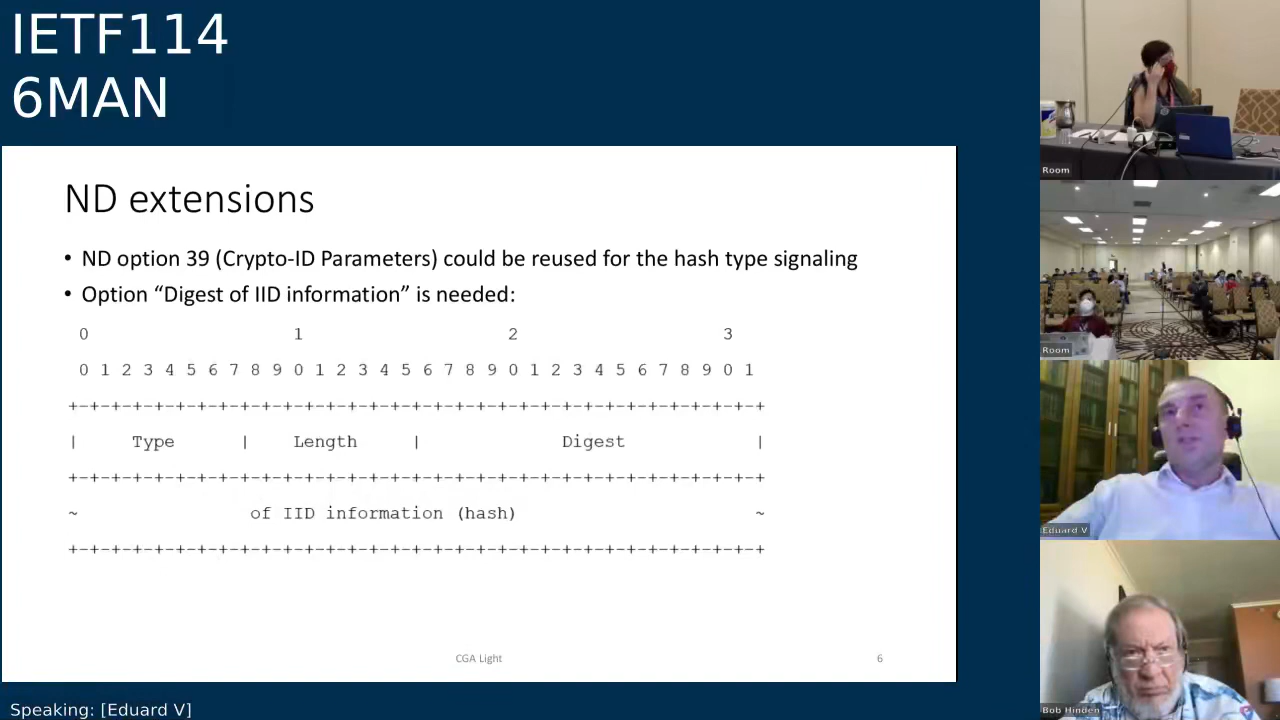 IETF114
6MAN
ND extensions
• ND option 39 (Crypto-ID Parameters) could be reused for the hash type signaling
• Option “Digest of IID information” is needed:
0 1 2 3
0 1 2 3 4 5 6 7 8 9 0 1 2 3 4 5 6 7 8 9 0 1 2 3 4 5 6 7 8 9 0 1
+-+-+-+-+-+-+-+-+-+-+-+-+-+-+-+-+-+-+-+-+-+-+-+-+-+-+-+-+-+-+-+-+
| Type | Length | Digest |
+-+-+-+-+-+-+-+-+-+-+-+-+-+-+-+-+-+-+-+-+-+-+-+-+-+-+-+-+-+-+-+-+
~ of IID information (hash) ~
+-+-+-+-+-+-+-+-+-+-+-+-+-+-+-+-+-+-+-+-+-+-+-+-+-+-+-+-+-+-+-+-+
CGA Light 6
Room
Room
Eduard V
Bob Hinden
Speaking: [Eduard V]